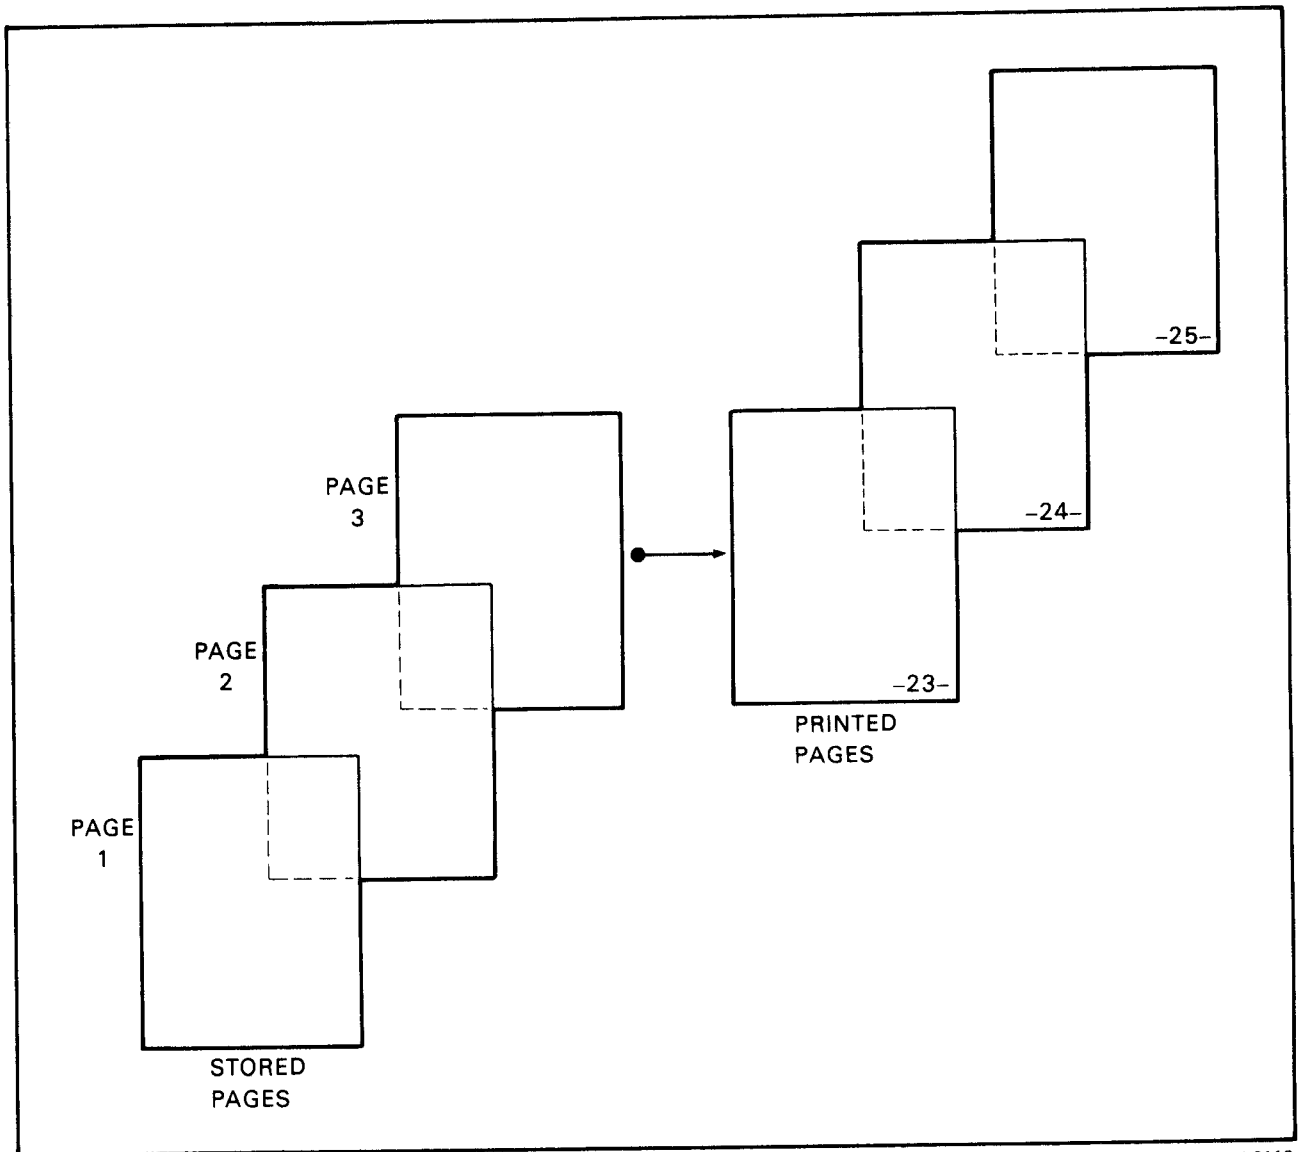 –25–
PAGE
3
–24–
PAGE
2
–23–
PRINTED
PAGES
PAGE
1
STORED
PAGES